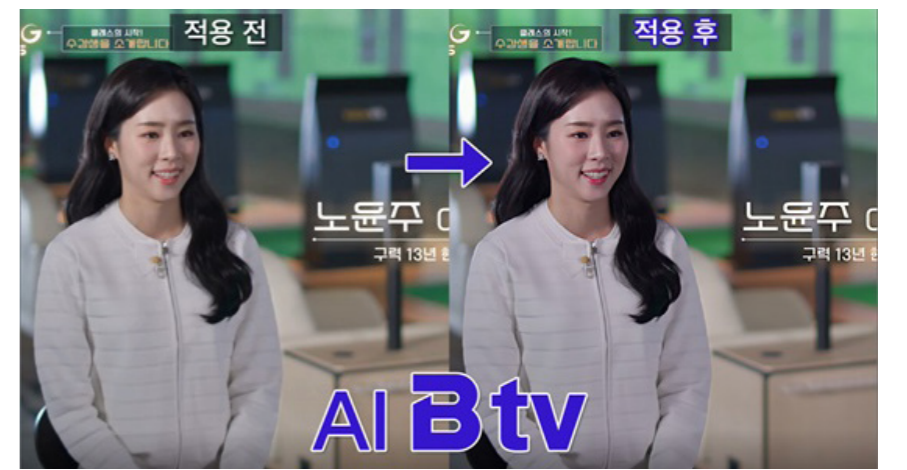 G
S
클래스의 시작!
수강생을 소개합니다
적용 전
노윤주
구력 13년
G
S
클래스의 시작!
수강생을 소개합니다
적용 후
노윤주
구력 13년
AI B tv